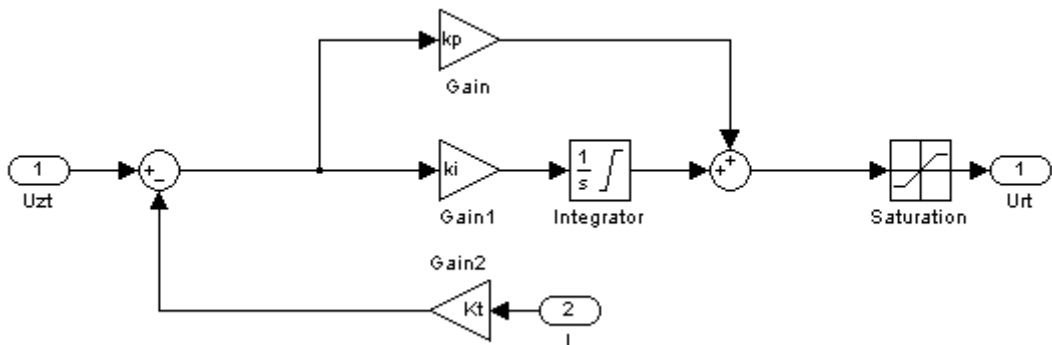 kp
Gain
1
Uzt
+
−
ki
Gain1
1
s
Integrator
+
+
Saturation
1
Urt
Gain2
Kt
2
I